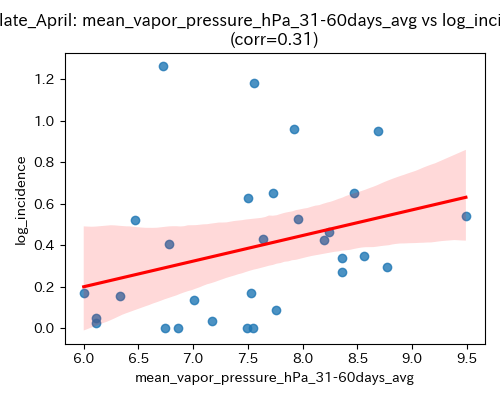 late_April: mean_vapor_pressure_hPa_31-60days_avg vs log_inci
(corr=0.31)
log_incidence
1.2
1.0
0.8
0.6
0.4
0.2
0.0
6.0 6.5 7.0 7.5 8.0 8.5 9.0 9.5
mean_vapor_pressure_hPa_31-60days_avg